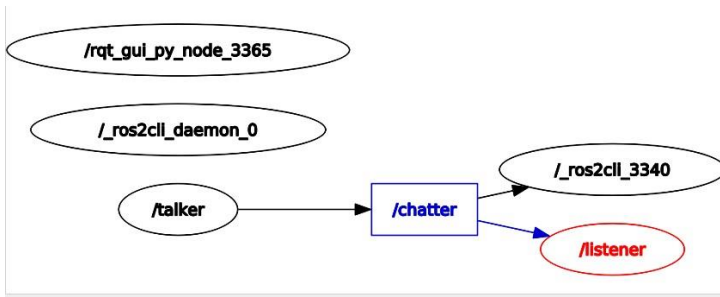 /rqt_gui_py_node_3365
/_ros2cli_daemon_0
/_ros2cli_3340
/talker
/chatter
/listener